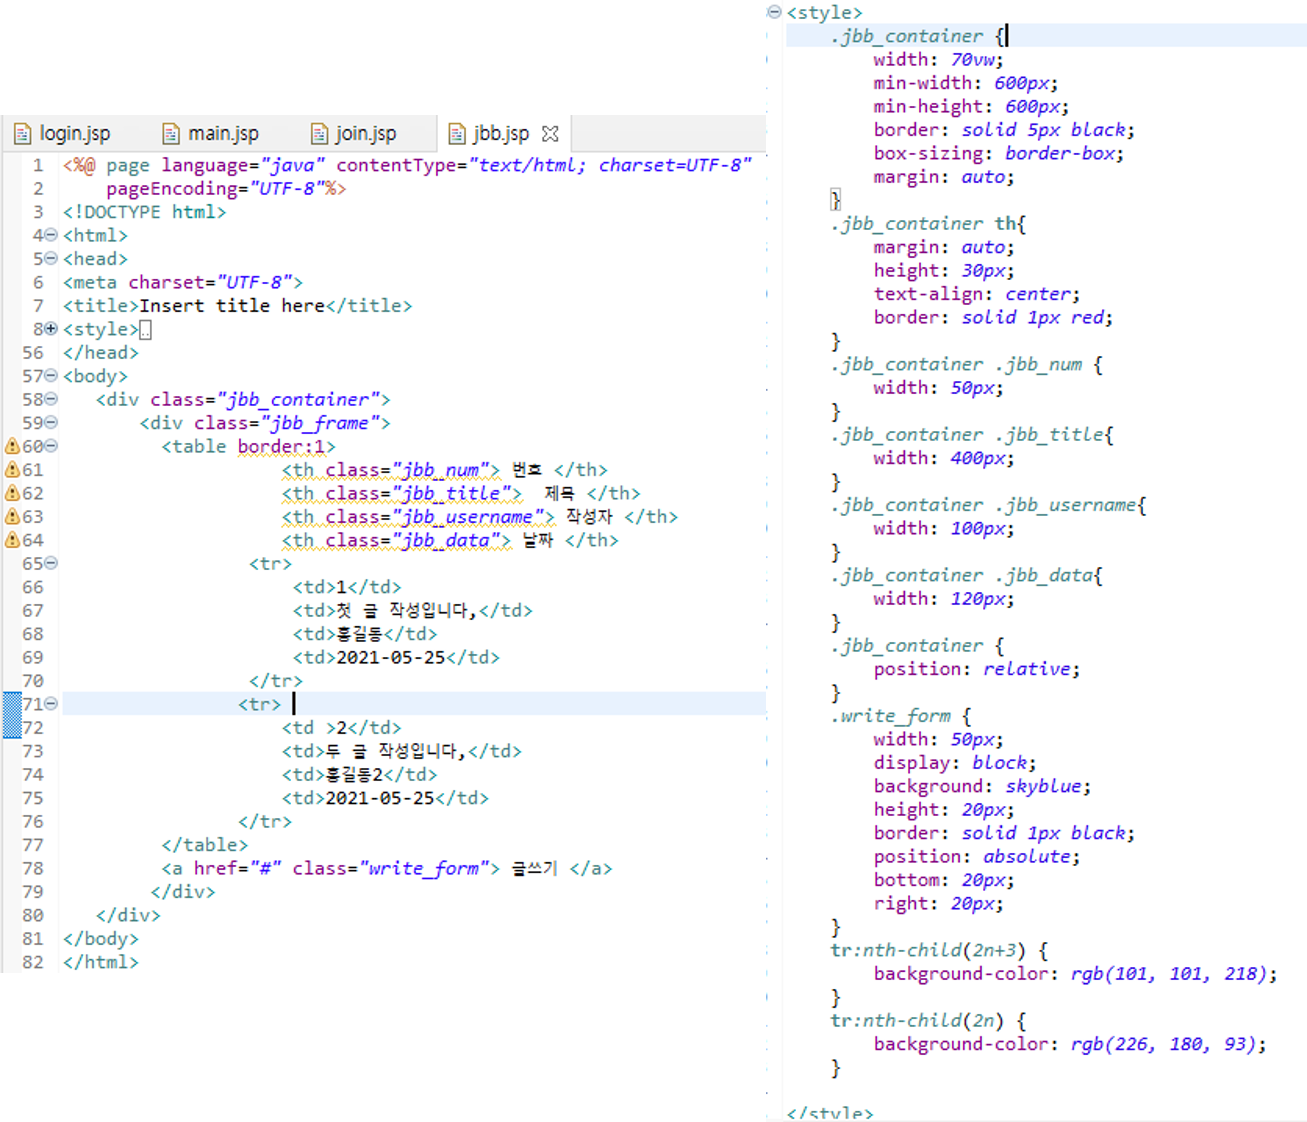 login.jsp main.jsp join.jsp jbb.jsp
1 <%@ page language="java" contentType="text/html; charset=UTF-8"
2 pageEncoding="UTF-8"%>
3 <!DOCTYPE html>
4 <html>
5 <head>
6 <meta charset="UTF-8">
7 <title>Insert title here</title>
8 <style>..
56 </head>
57 <body>
58 <div class="jbb_container">
59 <div class="jbb_frame">
60 <table border:1>
61 <th class="jbb_num"> 번호 </th>
62 <th class="jbb_title"> 제목 </th>
63 <th class="jbb_username"> 작성자 </th>
64 <th class="jbb_data"> 날짜 </th>
65 <tr>
66 <td>1</td>
67 <td>첫 글 작성입니다,</td>
68 <td>홍길동</td>
69 <td>2021-05-25</td>
70 </tr>
71 <tr>
72 <td >2</td>
73 <td>두 글 작성입니다,</td>
74 <td>홍길동2</td>
75 <td>2021-05-25</td>
76 </tr>
77 </table>
78 <a href="#" class="write_form"> 글쓰기 </a>
79 </div>
80 </div>
81 </body>
82 </html>
<style>
.jbb_container {
width: 70vw;
min-width: 600px;
min-height: 600px;
border: solid 5px black;
box-sizing: border-box;
margin: auto;
}
.jbb_container th{
margin: auto;
height: 30px;
text-align: center;
border: solid 1px red;
}
.jbb_container .jbb_num {
width: 50px;
}
.jbb_container .jbb_title{
width: 400px;
}
.jbb_container .jbb_username{
width: 100px;
}
.jbb_container .jbb_data{
width: 120px;
}
.jbb_container {
position: relative;
}
.write_form {
width: 50px;
display: block;
background: skyblue;
height: 20px;
border: solid 1px black;
position: absolute;
bottom: 20px;
right: 20px;
}
tr:nth-child(2n+3) {
background-color: rgb(101, 101, 218);
}
tr:nth-child(2n) {
background-color: rgb(226, 180, 93);
}
</style>